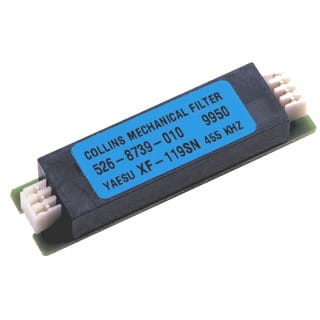 COLLINS MECHANICAL FILTER
526-8739-010 9950
YAESU XF-119SN 455 KHZ